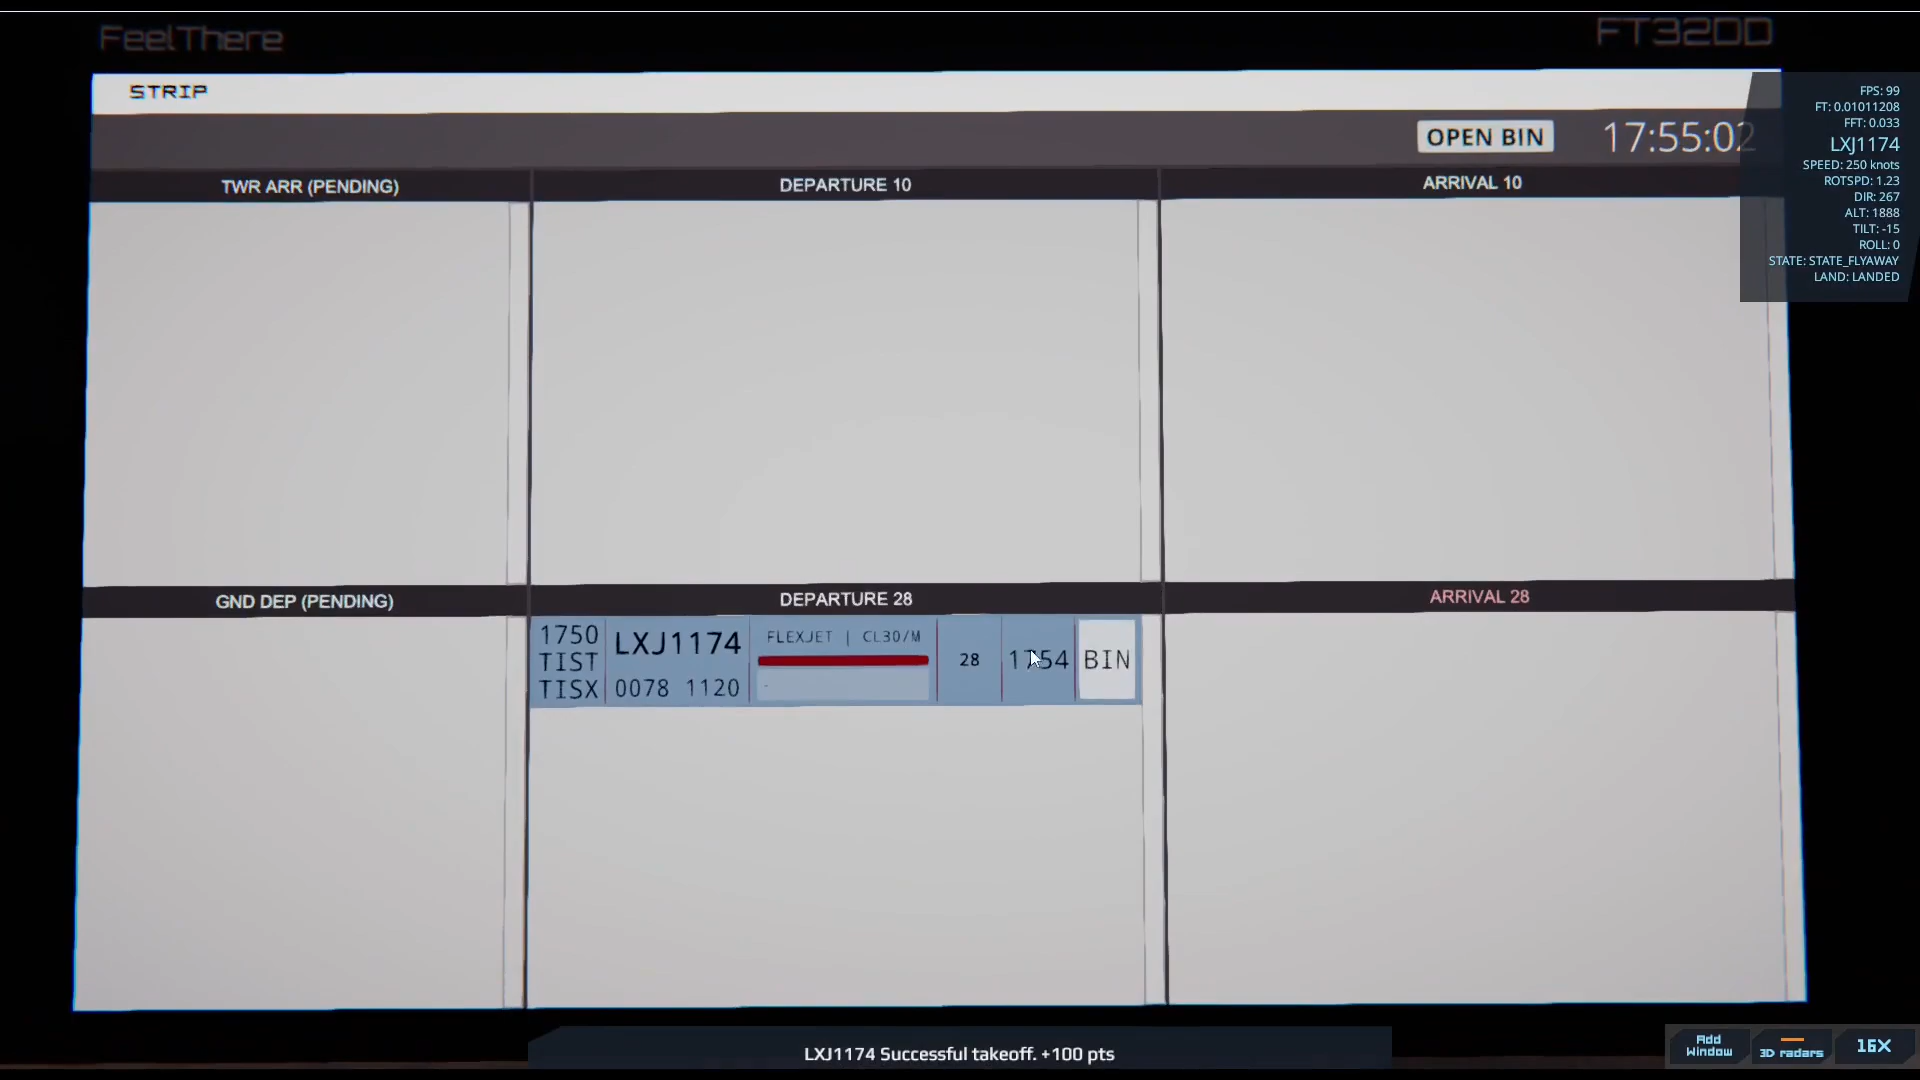 FeelThere
FT32DD
STRIP
OPEN BIN
17:55:02
FPS: 99
FT: 0.01011208
FFT: 0.033
LXJ1174
SPEED: 250 knots
ROTSPD: 1.23
DIR: 267
ALT: 1888
TILT: -15
ROLL: 0
STATE: STATE_FLYAWAY
LAND: LANDED
TWR ARR (PENDING)
DEPARTURE 10
ARRIVAL 10
GND DEP (PENDING)
DEPARTURE 28
ARRIVAL 28
1750
TIST
TISX
LXJ1174
0078 1120
FLEXJET | CL30/M
-
28
1754
BIN
LXJ1174 Successful takeoff. +100 pts
Add
Window
3D radars
16X